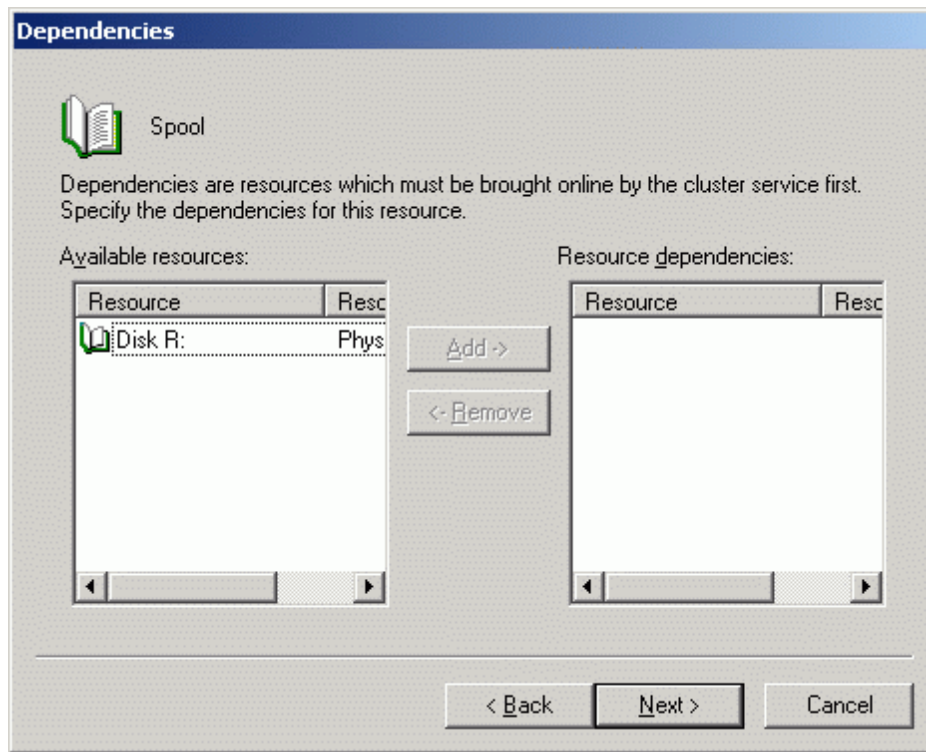 Dependencies
Spool
Dependencies are resources which must be brought online by the cluster service first.
Specify the dependencies for this resource.
Available resources:
Resource Resc
Disk R: Phys
Add ->
<- Remove
Resource dependencies:
Resource Resc
< Back Next > Cancel